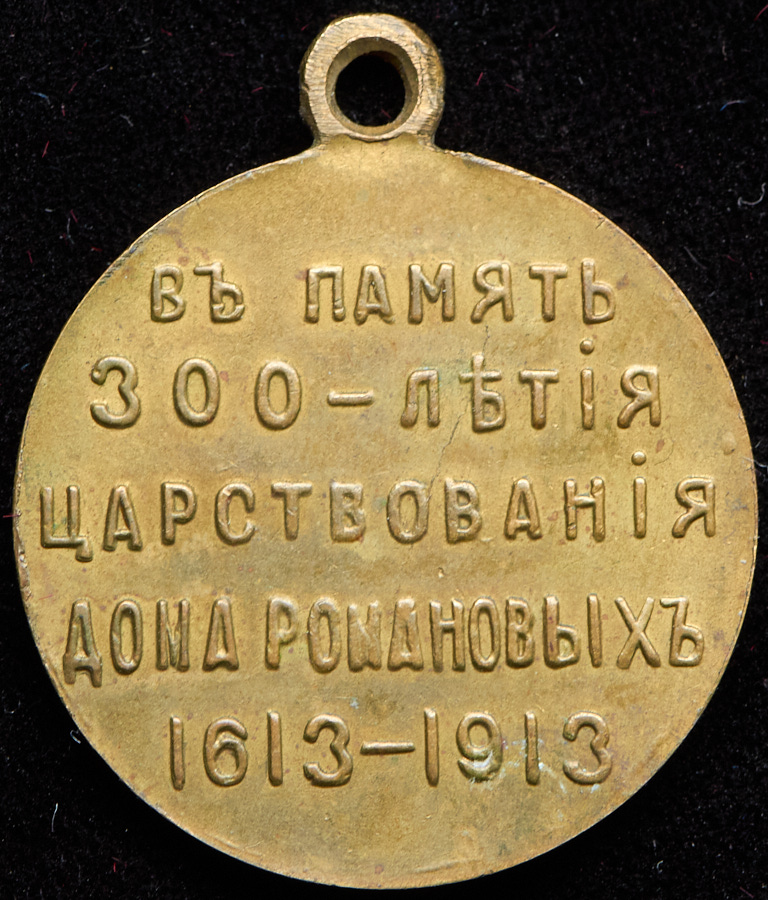 ВЪ ПАМЯТЬ
300-ЛѢТІЯ
ЦАРСТВОВАНІЯ
ДОМА РОМАНОВЫХЪ
1613-1913